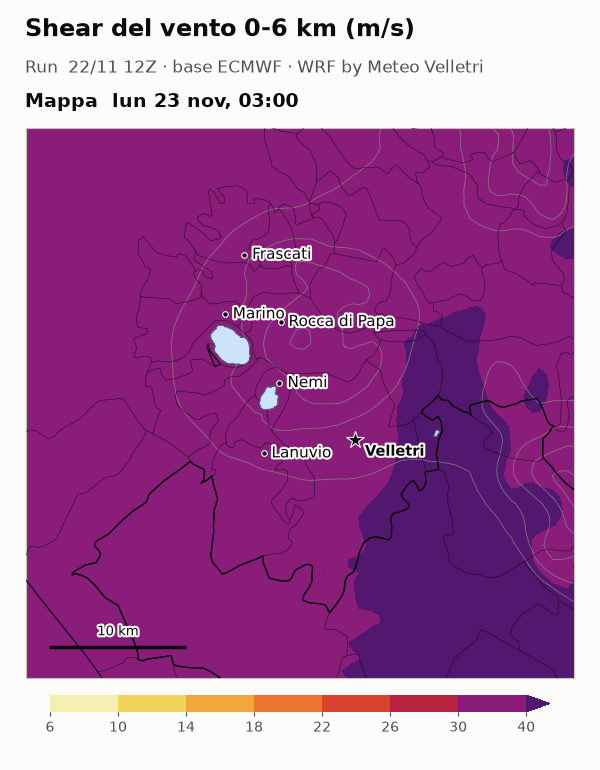 Shear del vento 0-6 km (m/s)
Run  22/11 12Z · base ECMWF · WRF by Meteo Velletri
Mappa  lun 23 nov, 03:00
Frascati
Marino
Rocca di Papa
Nemi
Velletri
Lanuvio
10 km
6 10 14 18 22 26 30 40